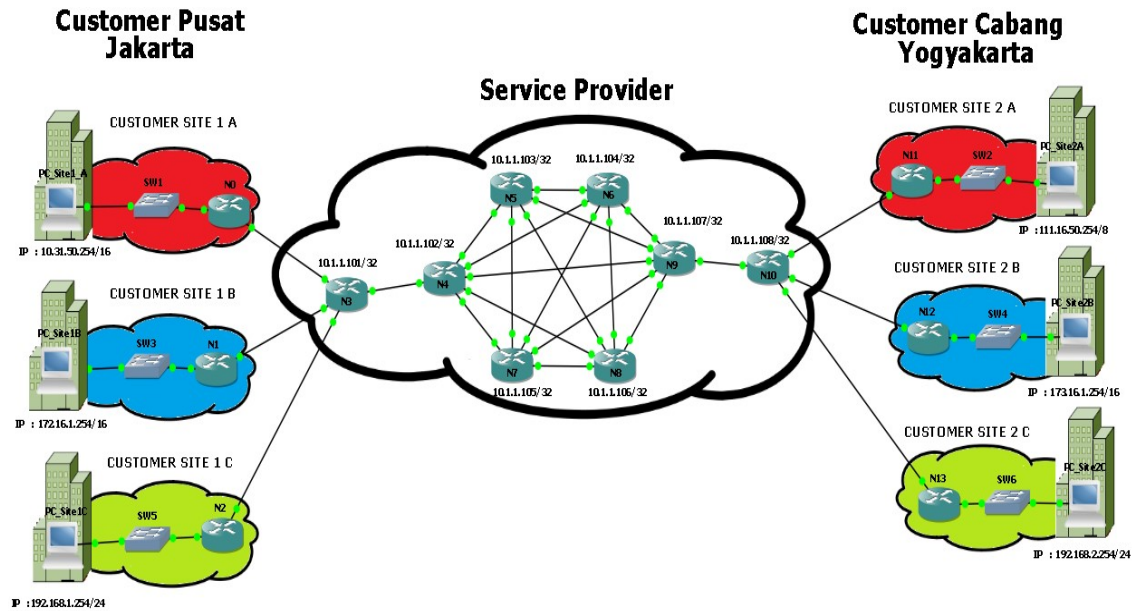 Customer Pusat
Jakarta
Customer Cabang
Yogyakarta
Service Provider
CUSTOMER SITE 1 A
PC_Site1_A
SW1
N0
IP : 10.31.50.254/16
CUSTOMER SITE 1 B
PC_Site1B
SW3
N1
IP : 172.16.1.254/16
CUSTOMER SITE 1 C
PC_Site1C
SW5
N2
IP :192.168.1.254/24
10.1.1.101/32
N3
10.1.1.102/32
N4
10.1.1.103/32
N5
10.1.1.104/32
N6
N7
10.1.1.105/32
N8
10.1.1.106/32
10.1.1.107/32
N9
10.1.1.108/32
N10
CUSTOMER SITE 2 A
N11
SW2
PC_Site2A
IP :111.16.50.254/8
CUSTOMER SITE 2 B
N12
SW4
PC_Site2B
IP : 173.16.1.254/16
CUSTOMER SITE 2 C
N13
SW6
PC_Site2C
IP : 192.168.2.254/24